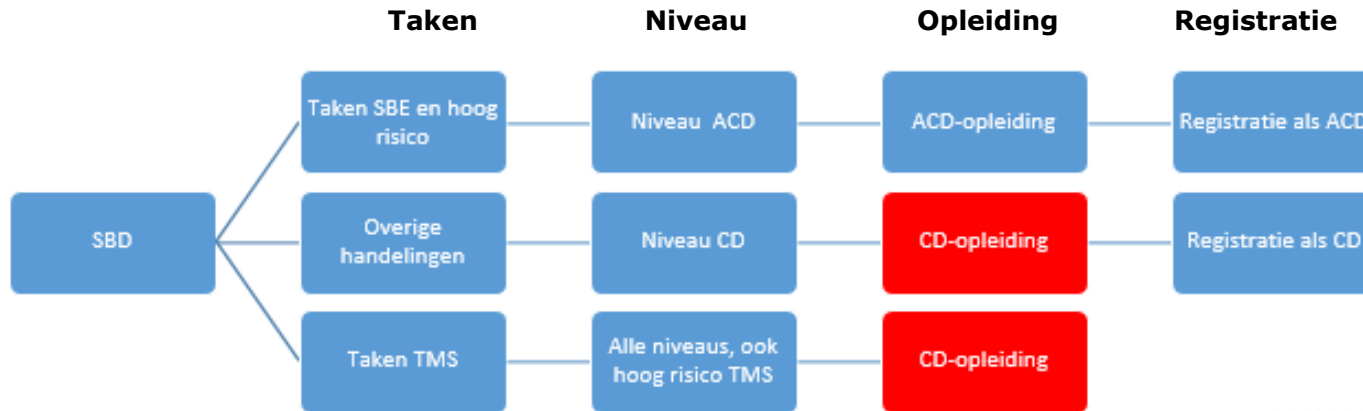 Taken Niveau Opleiding Registratie
Taken SBE en hoog
risico
Niveau ACD
ACD-opleiding
Registratie als ACD
SBD
Overige
handelingen
Niveau CD
CD-opleiding
Registratie als CD
Taken TMS
Alle niveaus, ook
hoog risico TMS
CD-opleiding